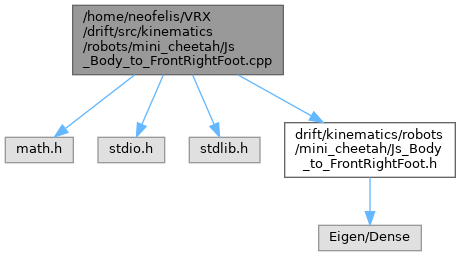 /home/neofelis/VRX
/drift/src/kinematics
/robots/mini_cheetah/Js
_Body_to_FrontRightFoot.cpp
math.h
stdio.h
stdlib.h
drift/kinematics/robots
/mini_cheetah/Js_Body
_to_FrontRightFoot.h
Eigen/Dense